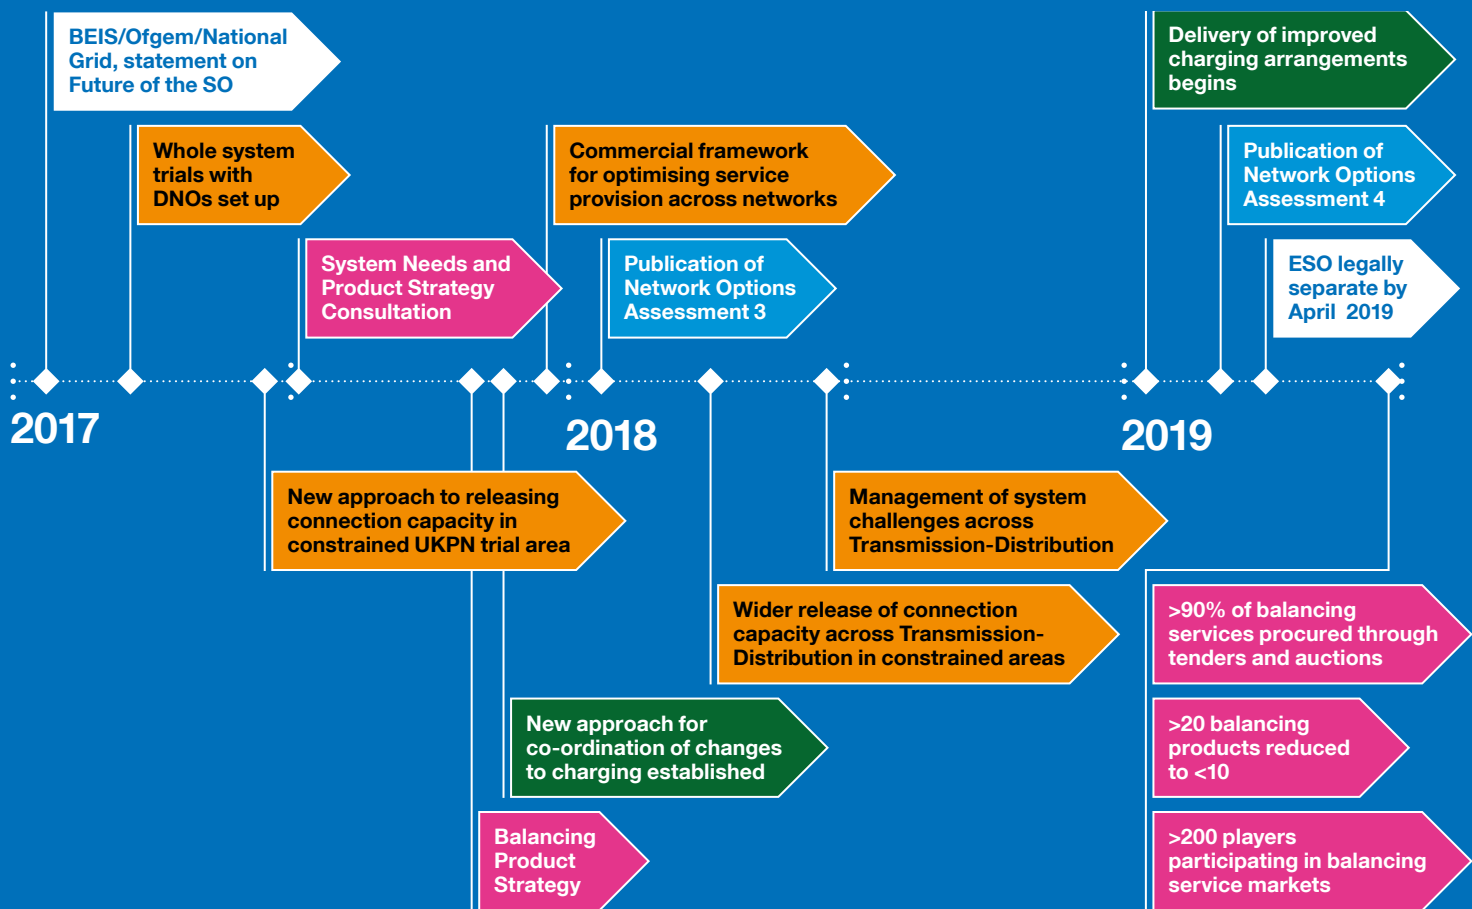 BEIS/Ofgem/National
Grid, statement on
Future of the SO
Whole system
trials with
DNOs set up
System Needs and
Product Strategy
Consultation
Commercial framework
for optimising service
provision across networks
Publication of
Network Options
Assessment 3
Delivery of improved
charging arrangements
begins
Publication of
Network Options
Assessment 4
ESO legally
separate by
April 2019
2017
2018
2019
New approach to releasing
connection capacity in
constrained UKPN trial area
Management of system
challenges across
Transmission-Distribution
Wider release of connection
capacity across Transmission-
Distribution in constrained areas
New approach for
co-ordination of changes
to charging established
Balancing
Product
Strategy
>90% of balancing
services procured through
tenders and auctions
>20 balancing
products reduced
to <10
>200 players
participating in balancing
service markets